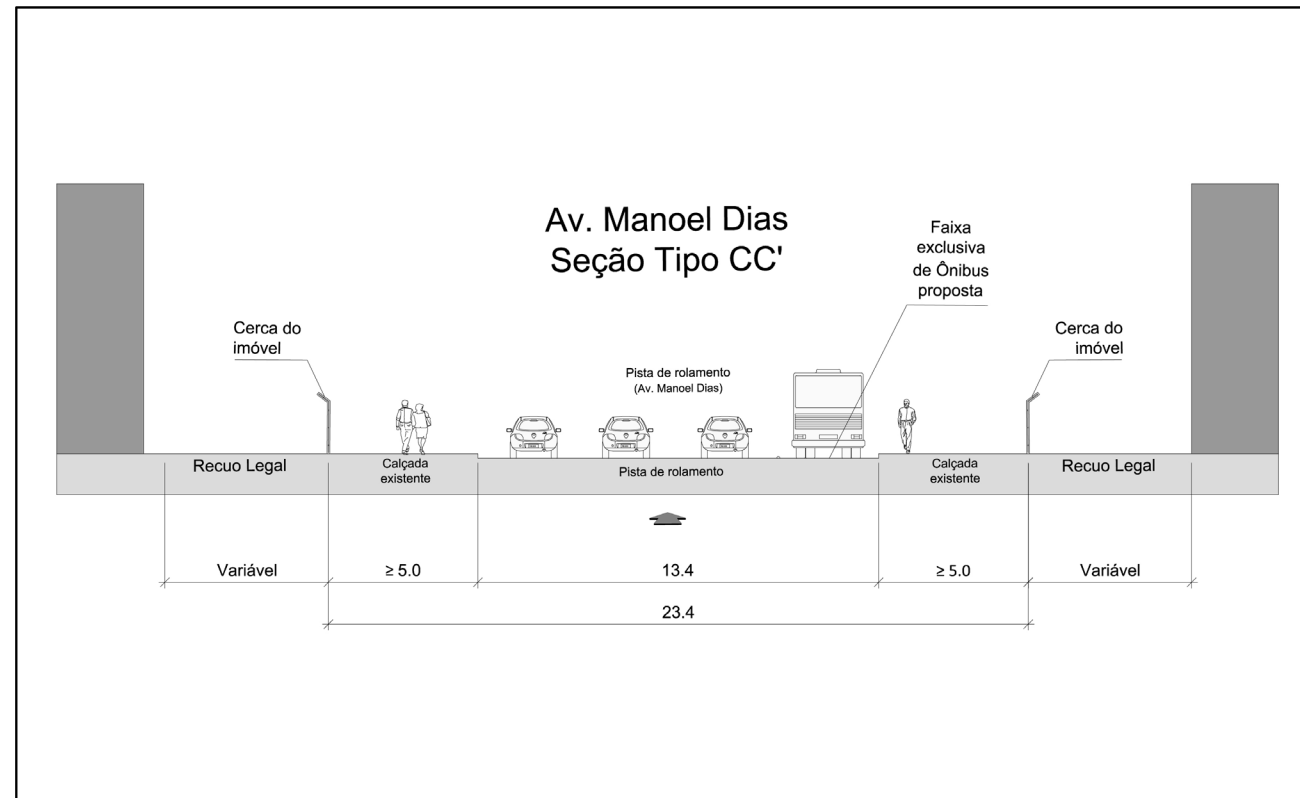 Av. Manoel Dias
Seção Tipo CC'
Faixa
exclusiva
de Ônibus
proposta
Cerca do
imóvel
Cerca do
imóvel
Pista de rolamento
(Av. Manoel Dias)
Recuo Legal
Calçada
existente
Pista de rolamento
Calçada
existente
Recuo Legal
Variável
≥ 5.0
13.4
≥ 5.0
Variável
23.4